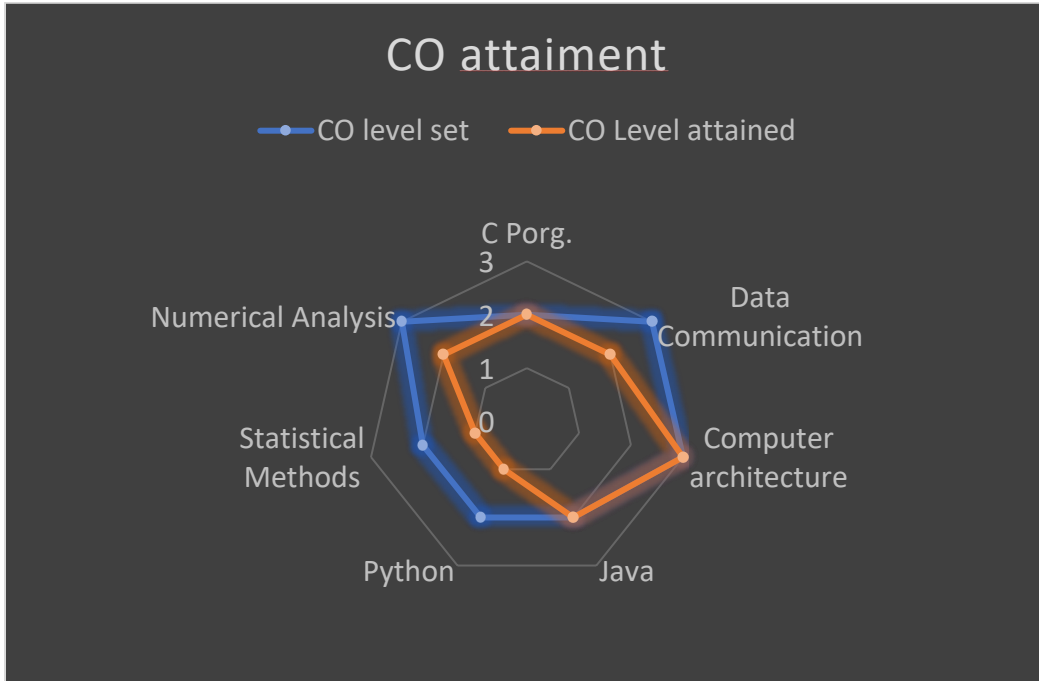 CO attaiment
CO level set
CO Level attained
C Porg.
3
2
1
0
Data
Communication
Computer
architecture
Java
Python
Statistical
Methods
Numerical Analysis